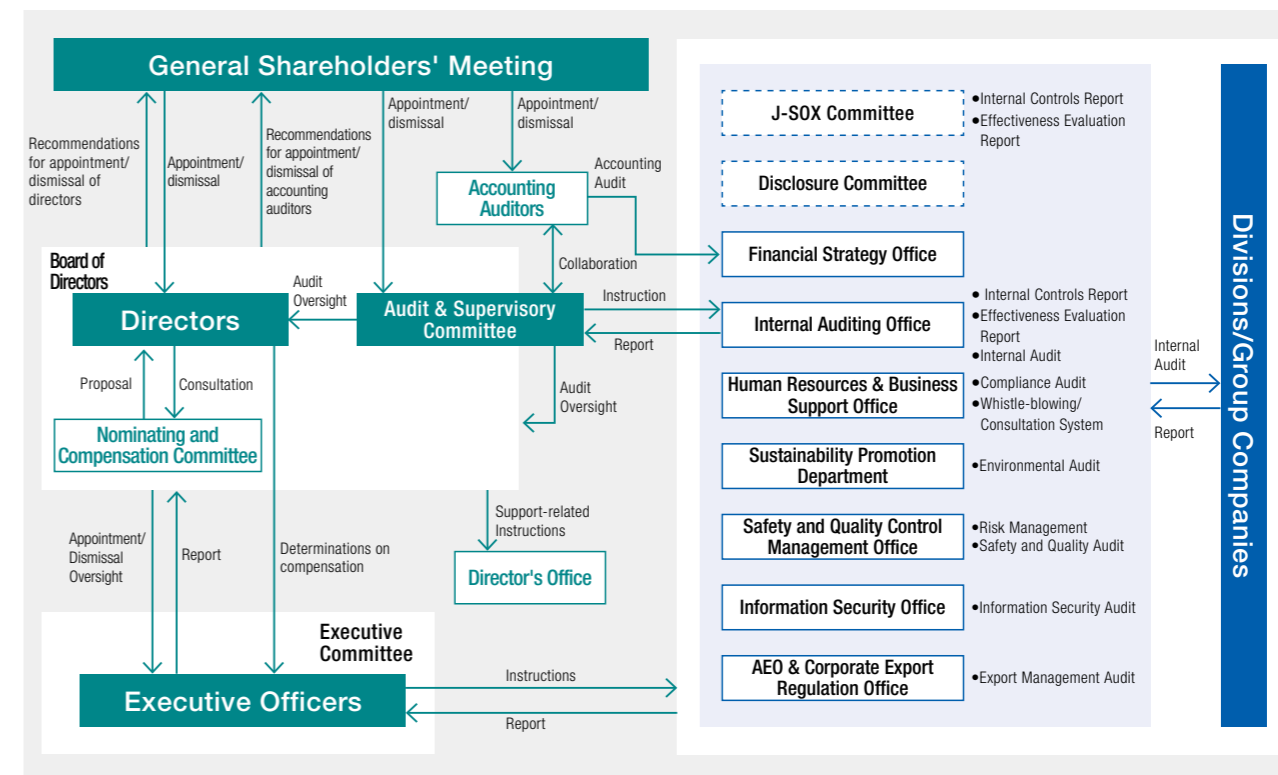 General Shareholders' Meeting
Recommendations
for appointment/
dismissal of
directors
Appointment/
dismissal
Recommendations
for appointment/
dismissal of
accounting
auditors
Appointment/
dismissal
Appointment/
dismissal
Accounting
Auditors
Accounting
Audit
Collaboration
Board of
Directors
Directors
Audit
Oversight
Audit & Supervisory
Committee
Instruction
Report
Proposal
Consultation
Nominating and
Compensation Committee
Audit
Oversight
Appointment/
Dismissal
Oversight
Report
Determinations on
compensation
Support-related
Instructions
Director's Office
Executive
Committee
Executive Officers
Instructions
Report
J-SOX Committee
●Internal Controls Report
●Effectiveness Evaluation
Report
Disclosure Committee
Financial Strategy Office
Internal Auditing Office
● Internal Controls Report
●Effectiveness Evaluation
Report
●Internal Audit
Human Resources & Business
Support Office
●Compliance Audit
●Whistle-blowing/
Consultation System
Sustainability Promotion
Department
●Environmental Audit
Safety and Quality Control
Management Office
●Risk Management
●Safety and Quality Audit
Information Security Office
●Information Security Audit
AEO & Corporate Export
Regulation Office
●Export Management Audit
Internal
Audit
Report
Divisions/Group Companies